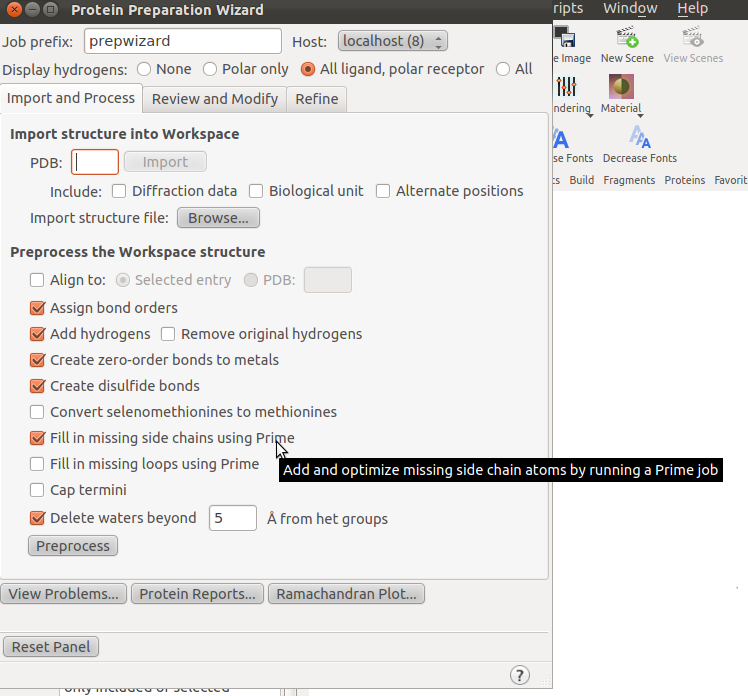 Protein Preparation Wizard
ripts Window Help
Job prefix: prepwizard Host: localhost (8)
Display hydrogens: None Polar only All ligand, polar receptor All
e Image New Scene View Scenes
Import and Process Review and Modify Refine
ndering Material
Import structure into Workspace
PDB: Import
se Fonts Decrease Fonts
ts Build Fragments Proteins Favorit
Include: Diffraction data Biological unit Alternate positions
Import structure file: Browse...
Preprocess the Workspace structure
Align to: Selected entry PDB:
Assign bond orders
Add hydrogens Remove original hydrogens
Create zero-order bonds to metals
Create disulfide bonds
Convert selenomethionines to methionines
Fill in missing side chains using Prime
Fill in missing loops using Prime
Add and optimize missing side chain atoms by running a Prime job
Cap termini
Delete waters beyond 5 Å from het groups
Preprocess
View Problems... Protein Reports... Ramachandran Plot...
Reset Panel
?
only included or selected